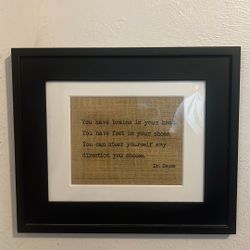 You have brains in your head.
You have feet in your shoes.
You can steer yourself any
direction you choose.
Dr. Seuss